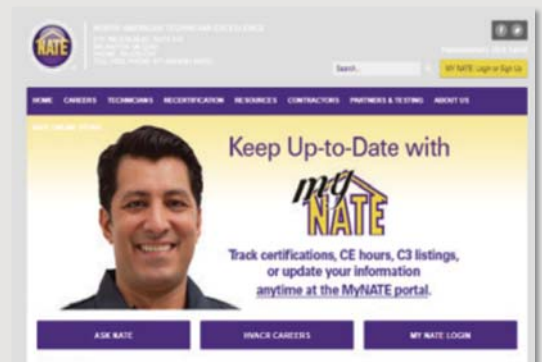 NATE
NORTH AMERICAN TECHNICIAN EXCELLENCE
Search...
MY NATE Login or Sign Up
HOME CAREERS TECHNICIANS RECERTIFICATION RESOURCES CONTRACTORS PARTNERS & TESTING ABOUT US
Keep Up-to-Date with
my
NATE
Track certifications, CE hours, C3 listings,
or update your information
anytime at the MyNATE portal.
ASK NATE HVACR CAREERS MY NATE LOGIN